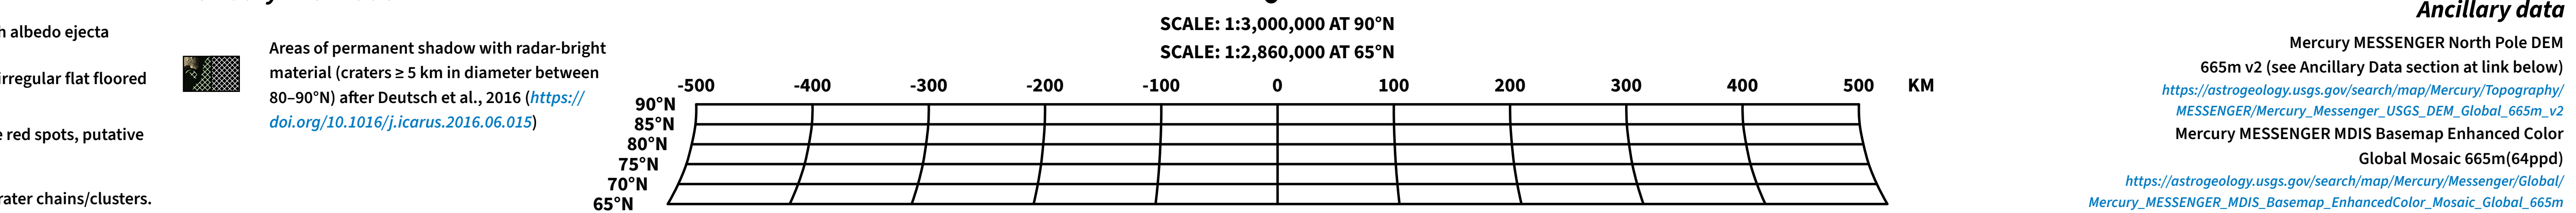 h albedo ejecta
irregular flat floored
e red spots, putative
rater chains/clusters.
Areas of permanent shadow with radar-bright
material (craters ≥ 5 km in diameter between
80–90°N) after Deutsch et al., 2016 (https://
doi.org/10.1016/j.icarus.2016.06.015)
SCALE: 1:3,000,000 AT 90°N
SCALE: 1:2,860,000 AT 65°N
-500 -400 -300 -200 -100 0 100 200 300 400 500 KM
90°N
85°N
80°N
75°N
70°N
65°N
Ancillary data
Mercury MESSENGER North Pole DEM
665m v2 (see Ancillary Data section at link below)
https://astrogeology.usgs.gov/search/map/Mercury/Topography/
MESSENGER/Mercury_Messenger_USGS_DEM_Global_665m_v2
Mercury MESSENGER MDIS Basemap Enhanced Color
Global Mosaic 665m(64ppd)
https://astrogeology.usgs.gov/search/map/Mercury/Messenger/Global/
Mercury_MESSENGER_MDIS_Basemap_EnhancedColor_Mosaic_Global_665m